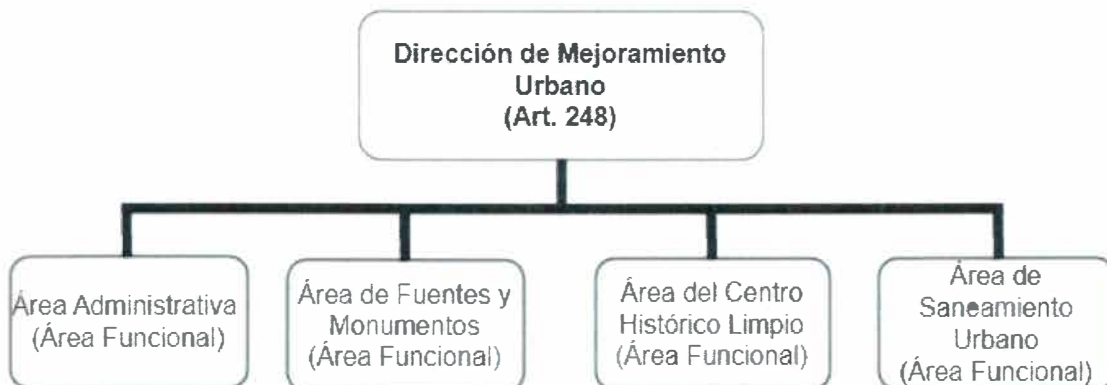 Dirección de Mejoramiento
Urbano
(Art. 248)
Área Administrativa
(Área Funcional)
Área de Fuentes y
Monumentos
(Área Funcional)
Área del Centro
Histórico Limpio
(Área Funcional)
Área de
Saneamiento
Urbano
(Área Funcional)